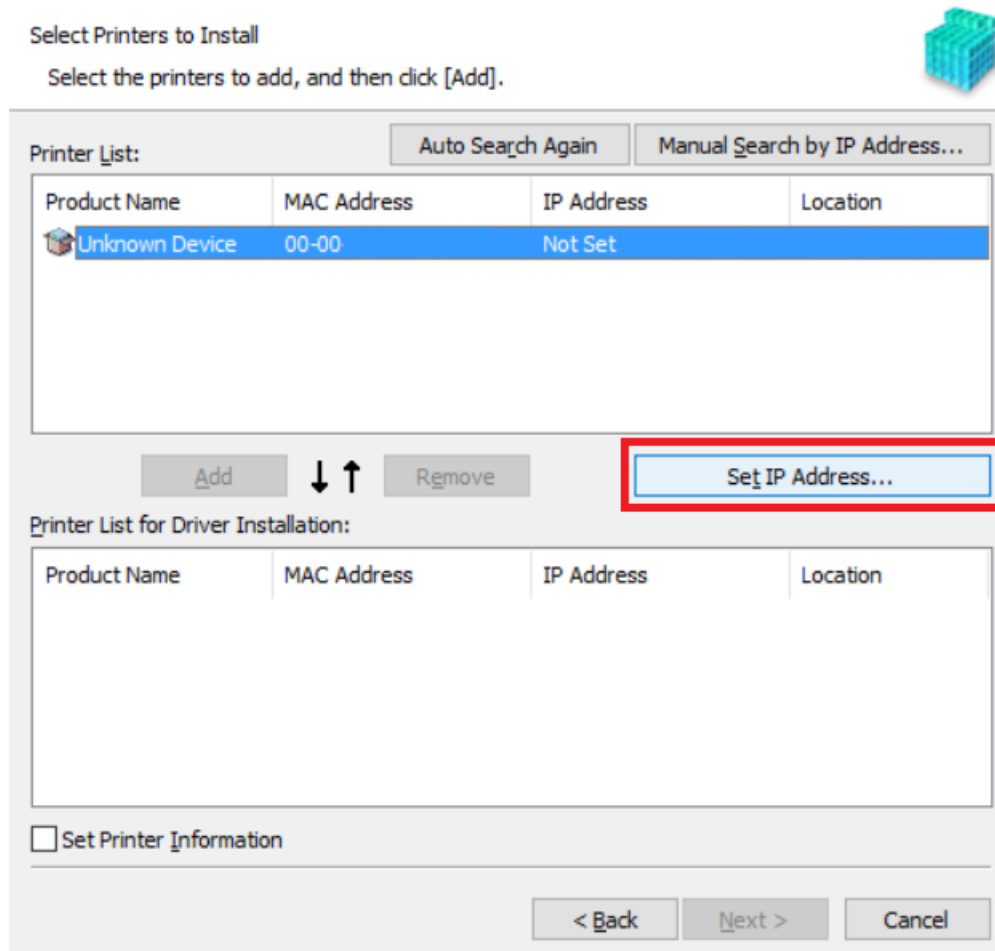 Select Printers to Install
Select the printers to add, and then click [Add].
Printer List:
Auto Search Again
Manual Search by IP Address...
Product Name MAC Address IP Address Location
Unknown Device 00-00 Not Set
Add
Remove
Set IP Address...
Printer List for Driver Installation:
Product Name MAC Address IP Address Location
Set Printer Information
< Back
Next >
Cancel